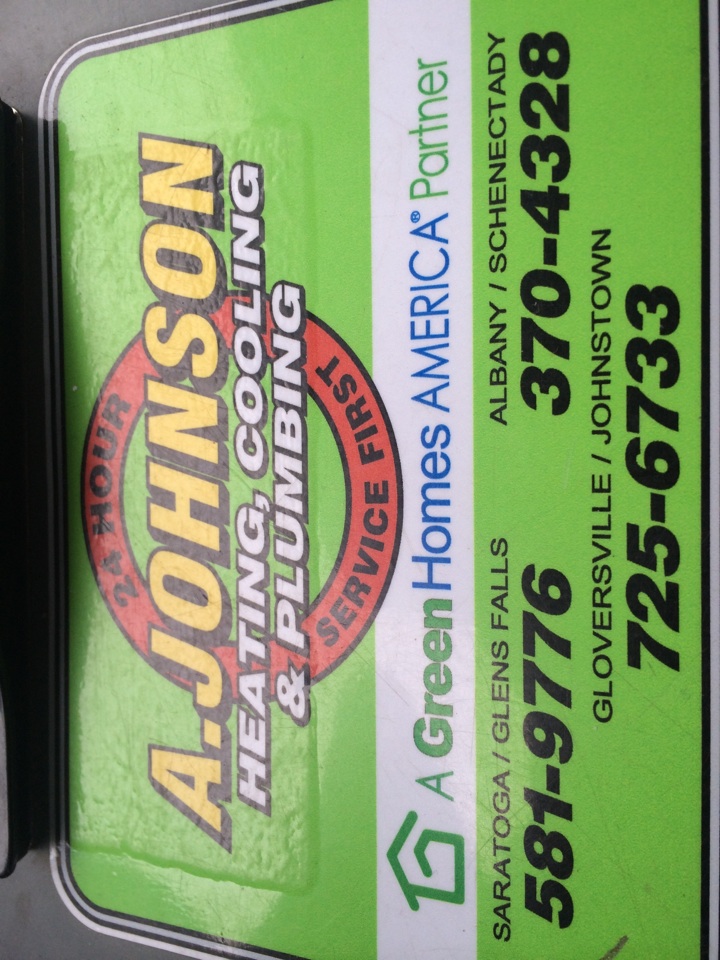 24 HOUR
A.JOHNSON
HEATING, COOLING
& PLUMBING
SERVICE FIRST
A Green Homes AMERICA® Partner
SARATOGA / GLENS FALLS
581-9776
ALBANY / SCHENECTADY
370-4328
GLOVERSVILLE / JOHNSTOWN
725-6733